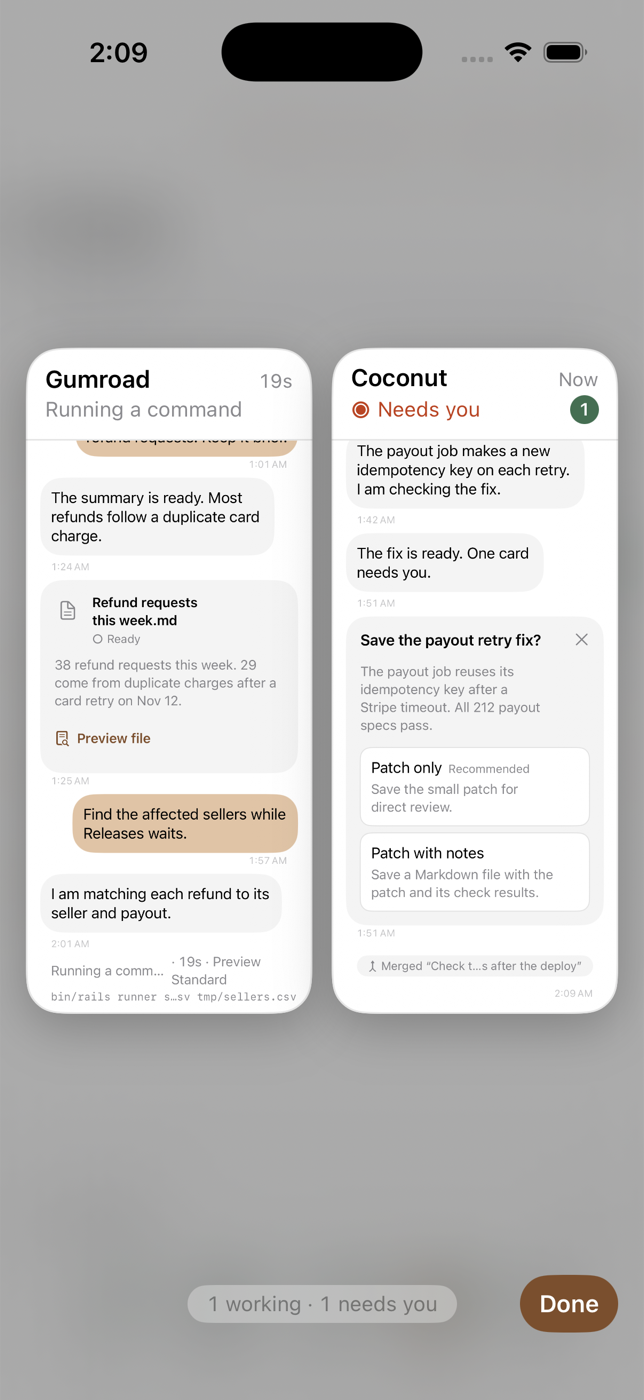 2:09
Gumroad
19s
Running a command
refund requests. Keep it brief.
1:01 AM
The summary is ready. Most
refunds follow a duplicate card
charge.
1:24 AM
Refund requests
this week.md
Ready
38 refund requests this week. 29
come from duplicate charges after a
card retry on Nov 12.
Preview file
1:25 AM
Find the affected sellers while
Releases waits.
1:57 AM
I am matching each refund to its
seller and payout.
2:01 AM
Running a comm... · 19s · Preview
Standard
bin/rails runner s…sv tmp/sellers.csv
Coconut
Now
Needs you
1
The payout job makes a new
idempotency key on each retry.
I am checking the fix.
1:42 AM
The fix is ready. One card
needs you.
1:51 AM
Save the payout retry fix?
The payout job reuses its
idempotency key after a
Stripe timeout. All 212 payout
specs pass.
Patch only Recommended
Save the small patch for
direct review.
Patch with notes
Save a Markdown file with the
patch and its check results.
1:51 AM
Merged “Check t...s after the deploy”
2:09 AM
1 working · 1 needs you
Done